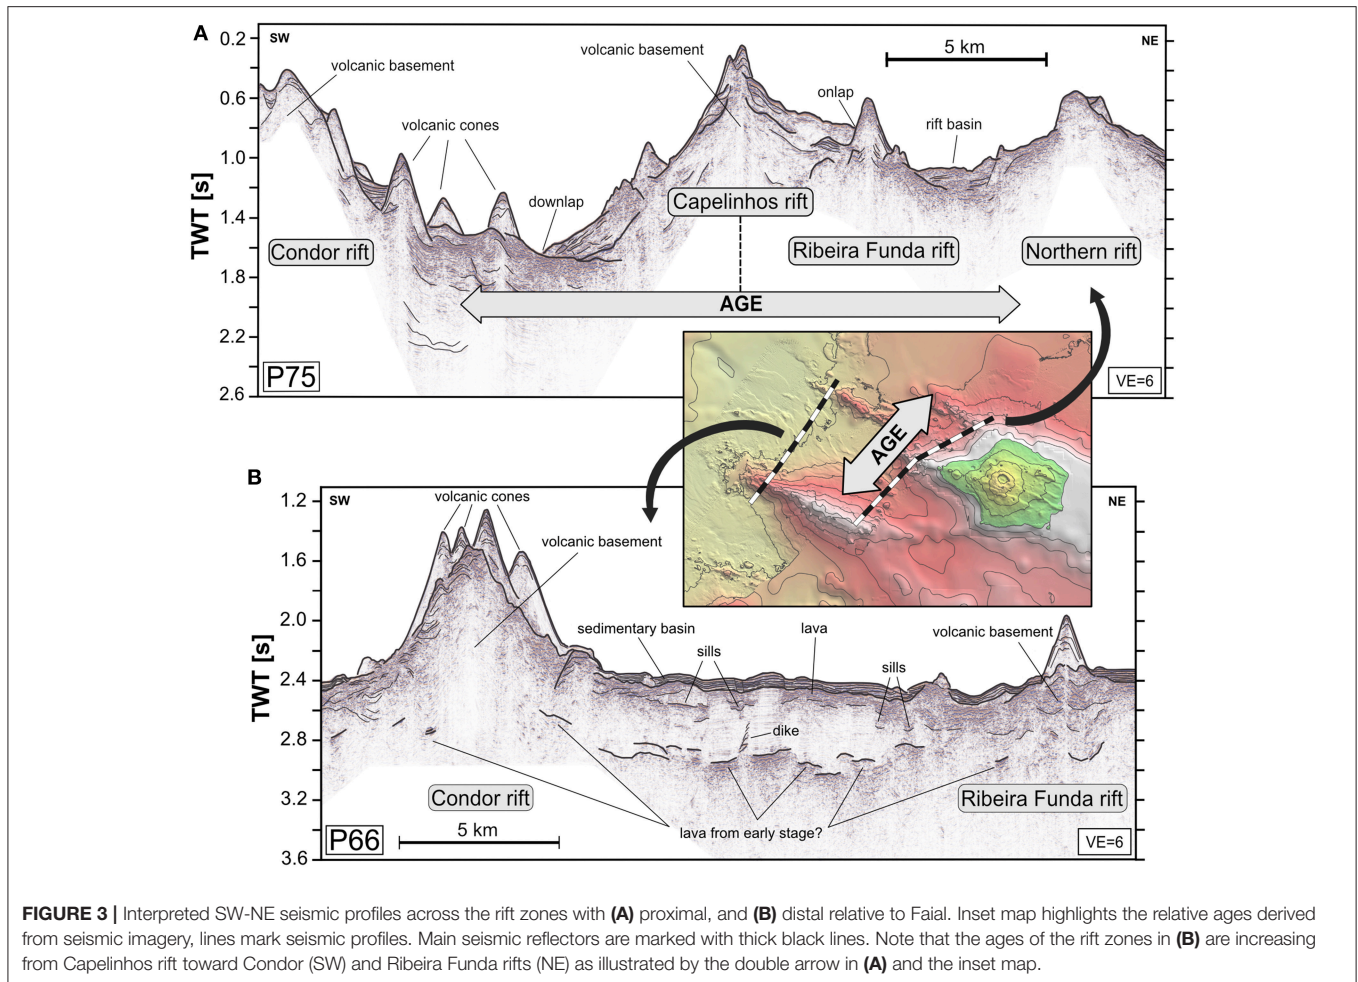 A
SW
NE
0.2
0.6
1.0
1.4
1.8
2.2
2.6
TWT [s]
volcanic basement
volcanic basement
5 km
onlap
volcanic cones
rift basin
downlap
Capelinhos rift
Condor rift
Ribeira Funda rift
Northern rift
AGE
P75
VE=6
AGE
B
SW
NE
1.2
1.6
2.0
2.4
2.8
3.2
3.6
TWT [s]
volcanic cones
volcanic basement
sedimentary basin
lava
volcanic basement
sills
sills
dike
Condor rift
Ribeira Funda rift
5 km
lava from early stage?
P66
VE=6
FIGURE 3 | Interpreted SW-NE seismic profiles across the rift zones with (A) proximal, and (B) distal relative to Faial. Inset map highlights the relative ages derived
from seismic imagery, lines mark seismic profiles. Main seismic reflectors are marked with thick black lines. Note that the ages of the rift zones in (B) are increasing
from Capelinhos rift toward Condor (SW) and Ribeira Funda rifts (NE) as illustrated by the double arrow in (A) and the inset map.